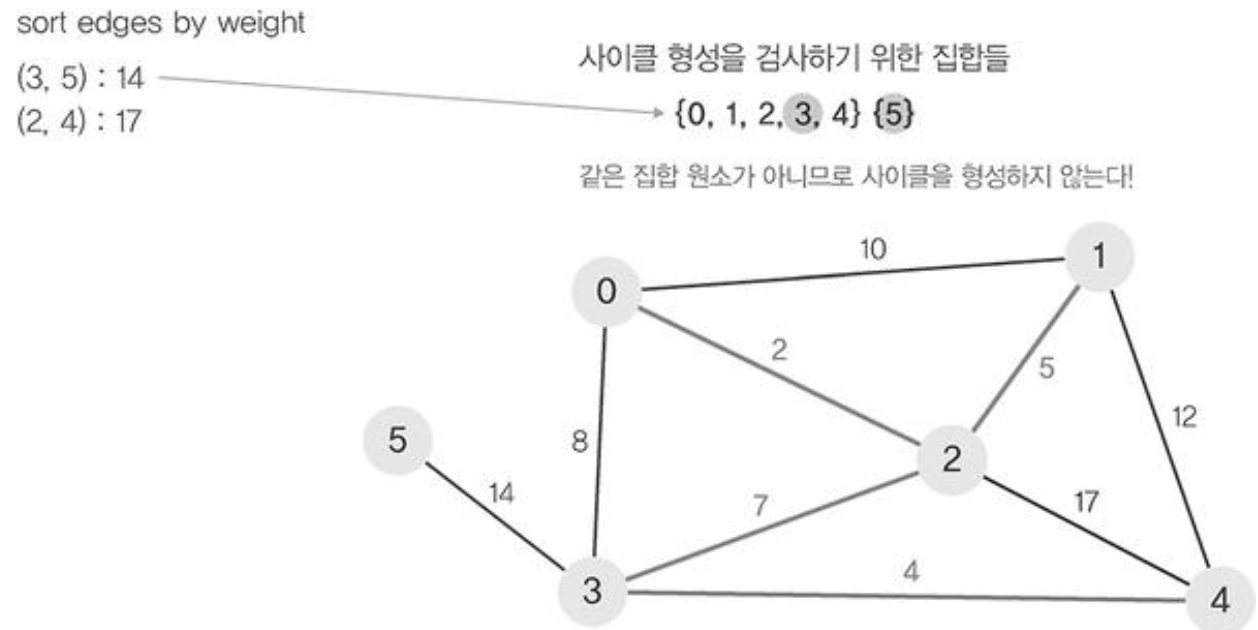 sort edges by weight
(3, 5) : 14
(2, 4) : 17
사이클 형성을 검사하기 위한 집합들
{0, 1, 2, 3, 4} {5}
같은 집합 원소가 아니므로 사이클을 형성하지 않는다!
10
1
0
2
5
12
5
8
2
14
7
17
4
3
4